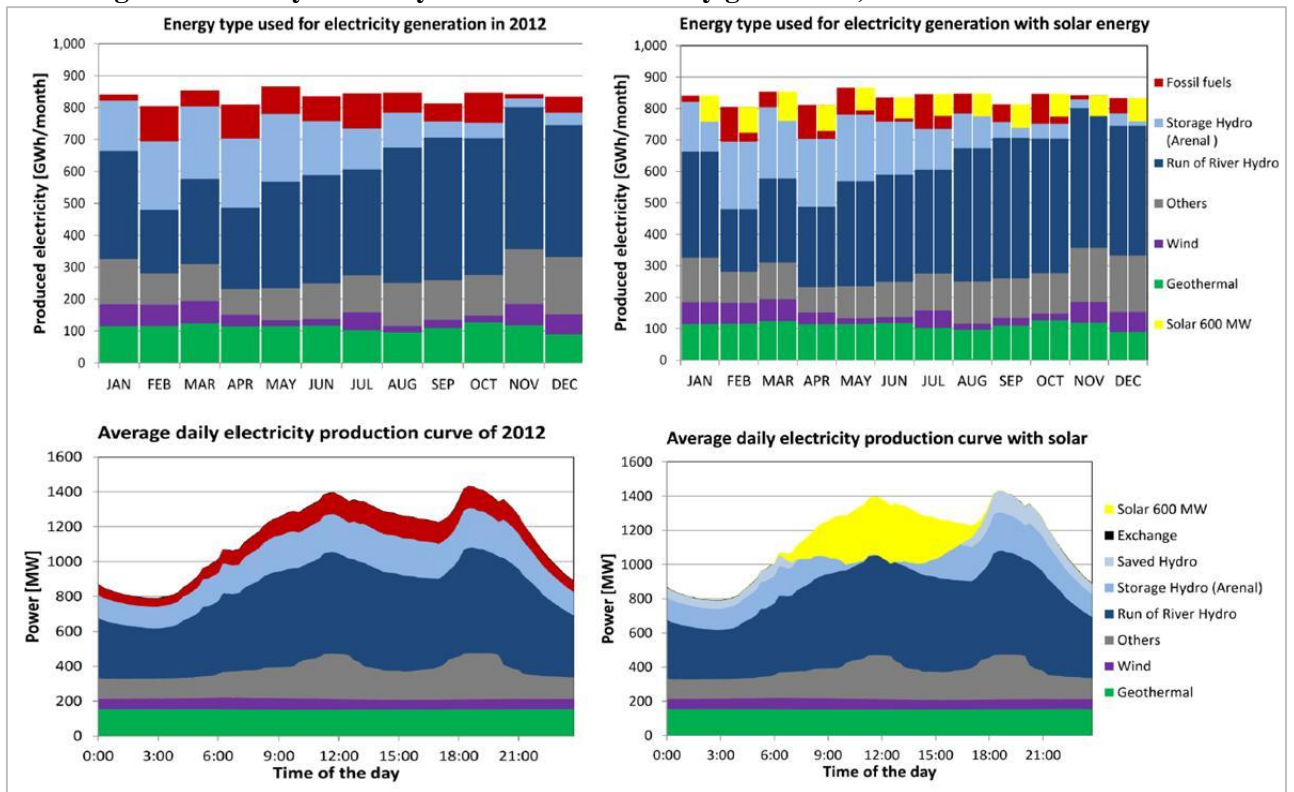 Energy type used for electricity generation in 2012
1,000
900
800
700
600
500
400
300
200
100
0
Produced electricity [GWh/month]
JAN FEB MAR APR MAY JUN JUL AUG SEP OCT NOV DEC
Energy type used for electricity generation with solar energy
1,000
900
800
700
600
500
400
300
200
100
0
Produced electricity [GWh/month]
JAN FEB MAR APR MAY JUN JUL AUG SEP OCT NOV DEC
Fossil fuels
Storage Hydro
(Arenal )
Run of River Hydro
Others
Wind
Geothermal
Solar 600 MW
Average daily electricity production curve of 2012
1600
1400
1200
1000
800
600
400
200
0
Power [MW]
0:00 3:00 6:00 9:00 12:00 15:00 18:00 21:00
Time of the day
Average daily electricity production curve with solar
1600
1400
1200
1000
800
600
400
200
0
Power [MW]
0:00 3:00 6:00 9:00 12:00 15:00 18:00 21:00
Time of the day
Solar 600 MW
Exchange
Saved Hydro
Storage Hydro (Arenal)
Run of River Hydro
Others
Wind
Geothermal